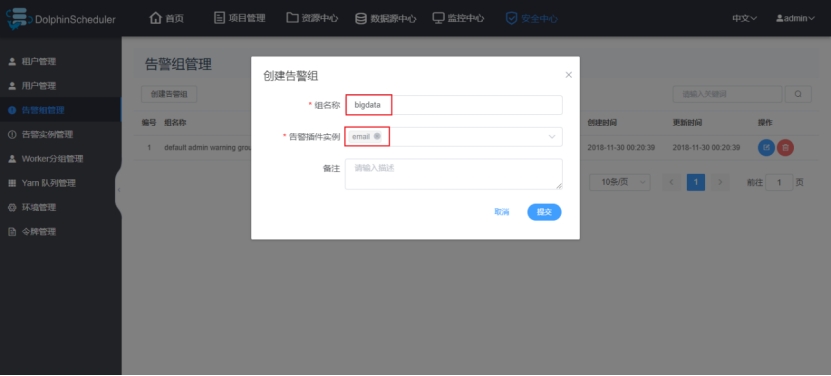 DolphinScheduler 首页 项目管理 资源中心 数据源中心 监控中心 安全中心 中文 admin
租户管理
用户管理
告警组管理
告警实例管理
Worker分组管理
Yarn 队列管理
环境管理
令牌管理
告警组管理
创建告警组 请输入关键词
编号 组名称 创建时间 更新时间 操作
1 default admin warning grou 2018-11-30 00:20:39 2018-11-30 00:20:39
10条/页 1 前往 1 页
创建告警组
* 组名称 bigdata
* 告警插件实例 email
备注 请输入描述
取消 提交